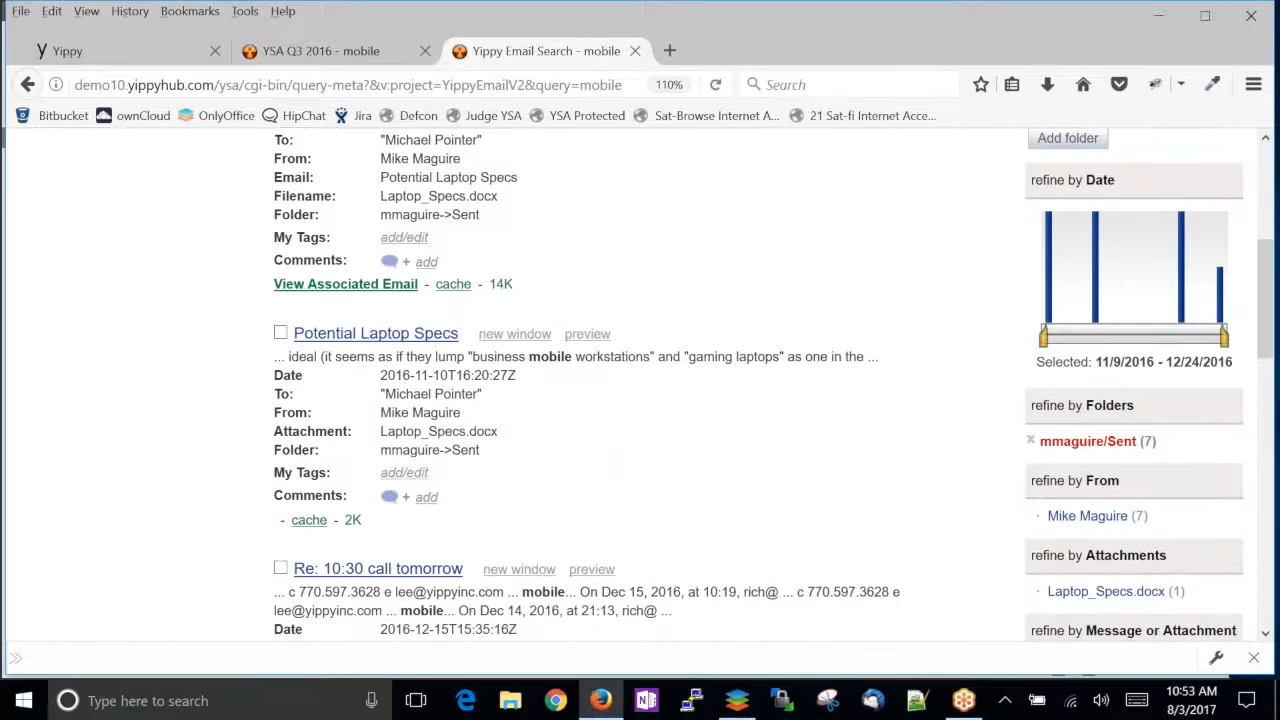 File Edit View History Bookmarks Tools Help
y Yippy YSA Q3 2016 - mobile Yippy Email Search - mobile
demo10.yippyhub.com/ysa/cgi-bin/query-meta?&v:project=YippyEmailV2&query=mobile 110% Search
Bitbucket ownCloud OnlyOffice HipChat Jira Defcon Judge YSA YSA Protected Sat-Browse Internet A... 21 Sat-fi Internet Acce...
To: "Michael Pointer"
From: Mike Maguire
Email: Potential Laptop Specs
Filename: Laptop_Specs.docx
Folder: mmaguire->Sent
My Tags: add/edit
Comments: + add
View Associated Email - cache - 14K
Potential Laptop Specs new window preview
... ideal (it seems as if they lump "business mobile workstations" and "gaming laptops" as one in the ...
Date 2016-11-10T16:20:27Z
To: "Michael Pointer"
From: Mike Maguire
Attachment: Laptop_Specs.docx
Folder: mmaguire->Sent
My Tags: add/edit
Comments: + add
- cache - 2K
Re: 10:30 call tomorrow new window preview
... c 770.597.3628 e lee@yippyinc.com ... mobile... On Dec 15, 2016, at 10:19, rich@ ... c 770.597.3628 e
lee@yippyinc.com ... mobile... On Dec 14, 2016, at 21:13, rich@ ...
Date 2016-12-15T15:35:16Z
Add folder
refine by Date
Selected: 11/9/2016 - 12/24/2016
refine by Folders
mmaguire/Sent (7)
refine by From
Mike Maguire (7)
refine by Attachments
Laptop_Specs.docx (1)
refine by Message or Attachment
Type here to search
10:53 AM
8/3/2017